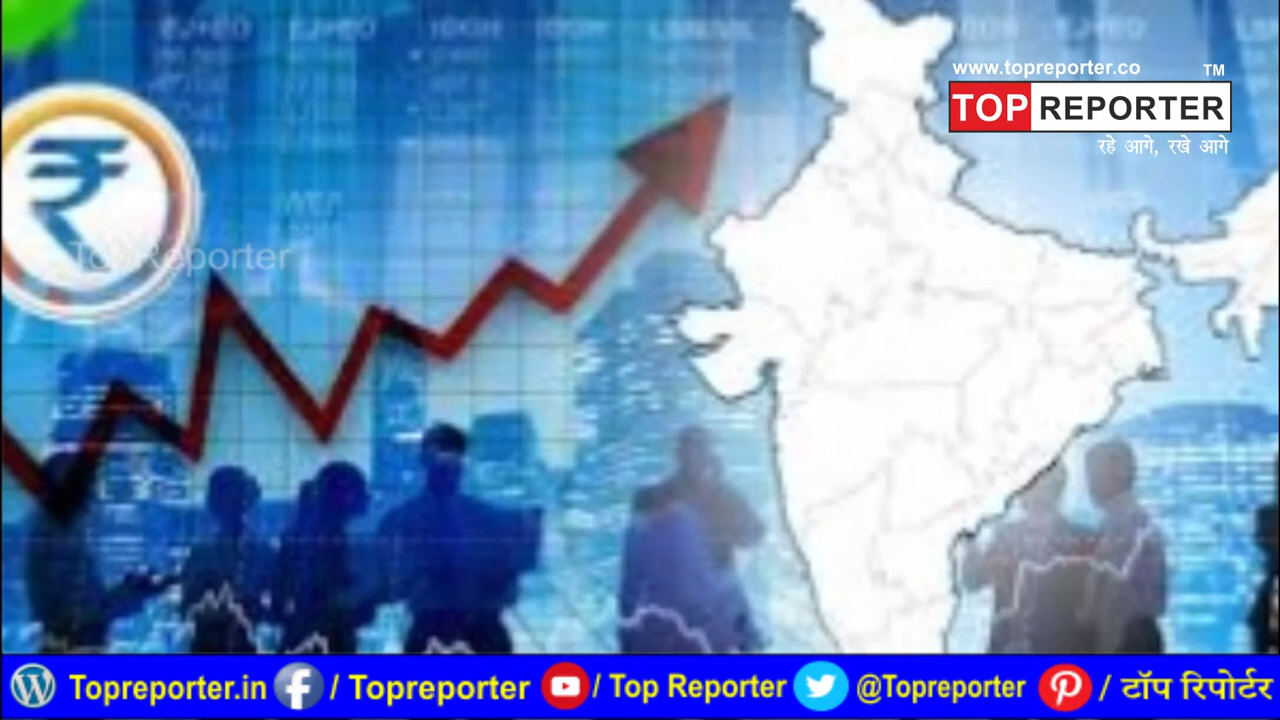 www.topreporter.co
TM
TOP REPORTER
रहे आगे, रखे आगे
₹
Top Reporter
Topreporter.in / Topreporter / Top Reporter @Topreporter / टॉप रिपोर्टर